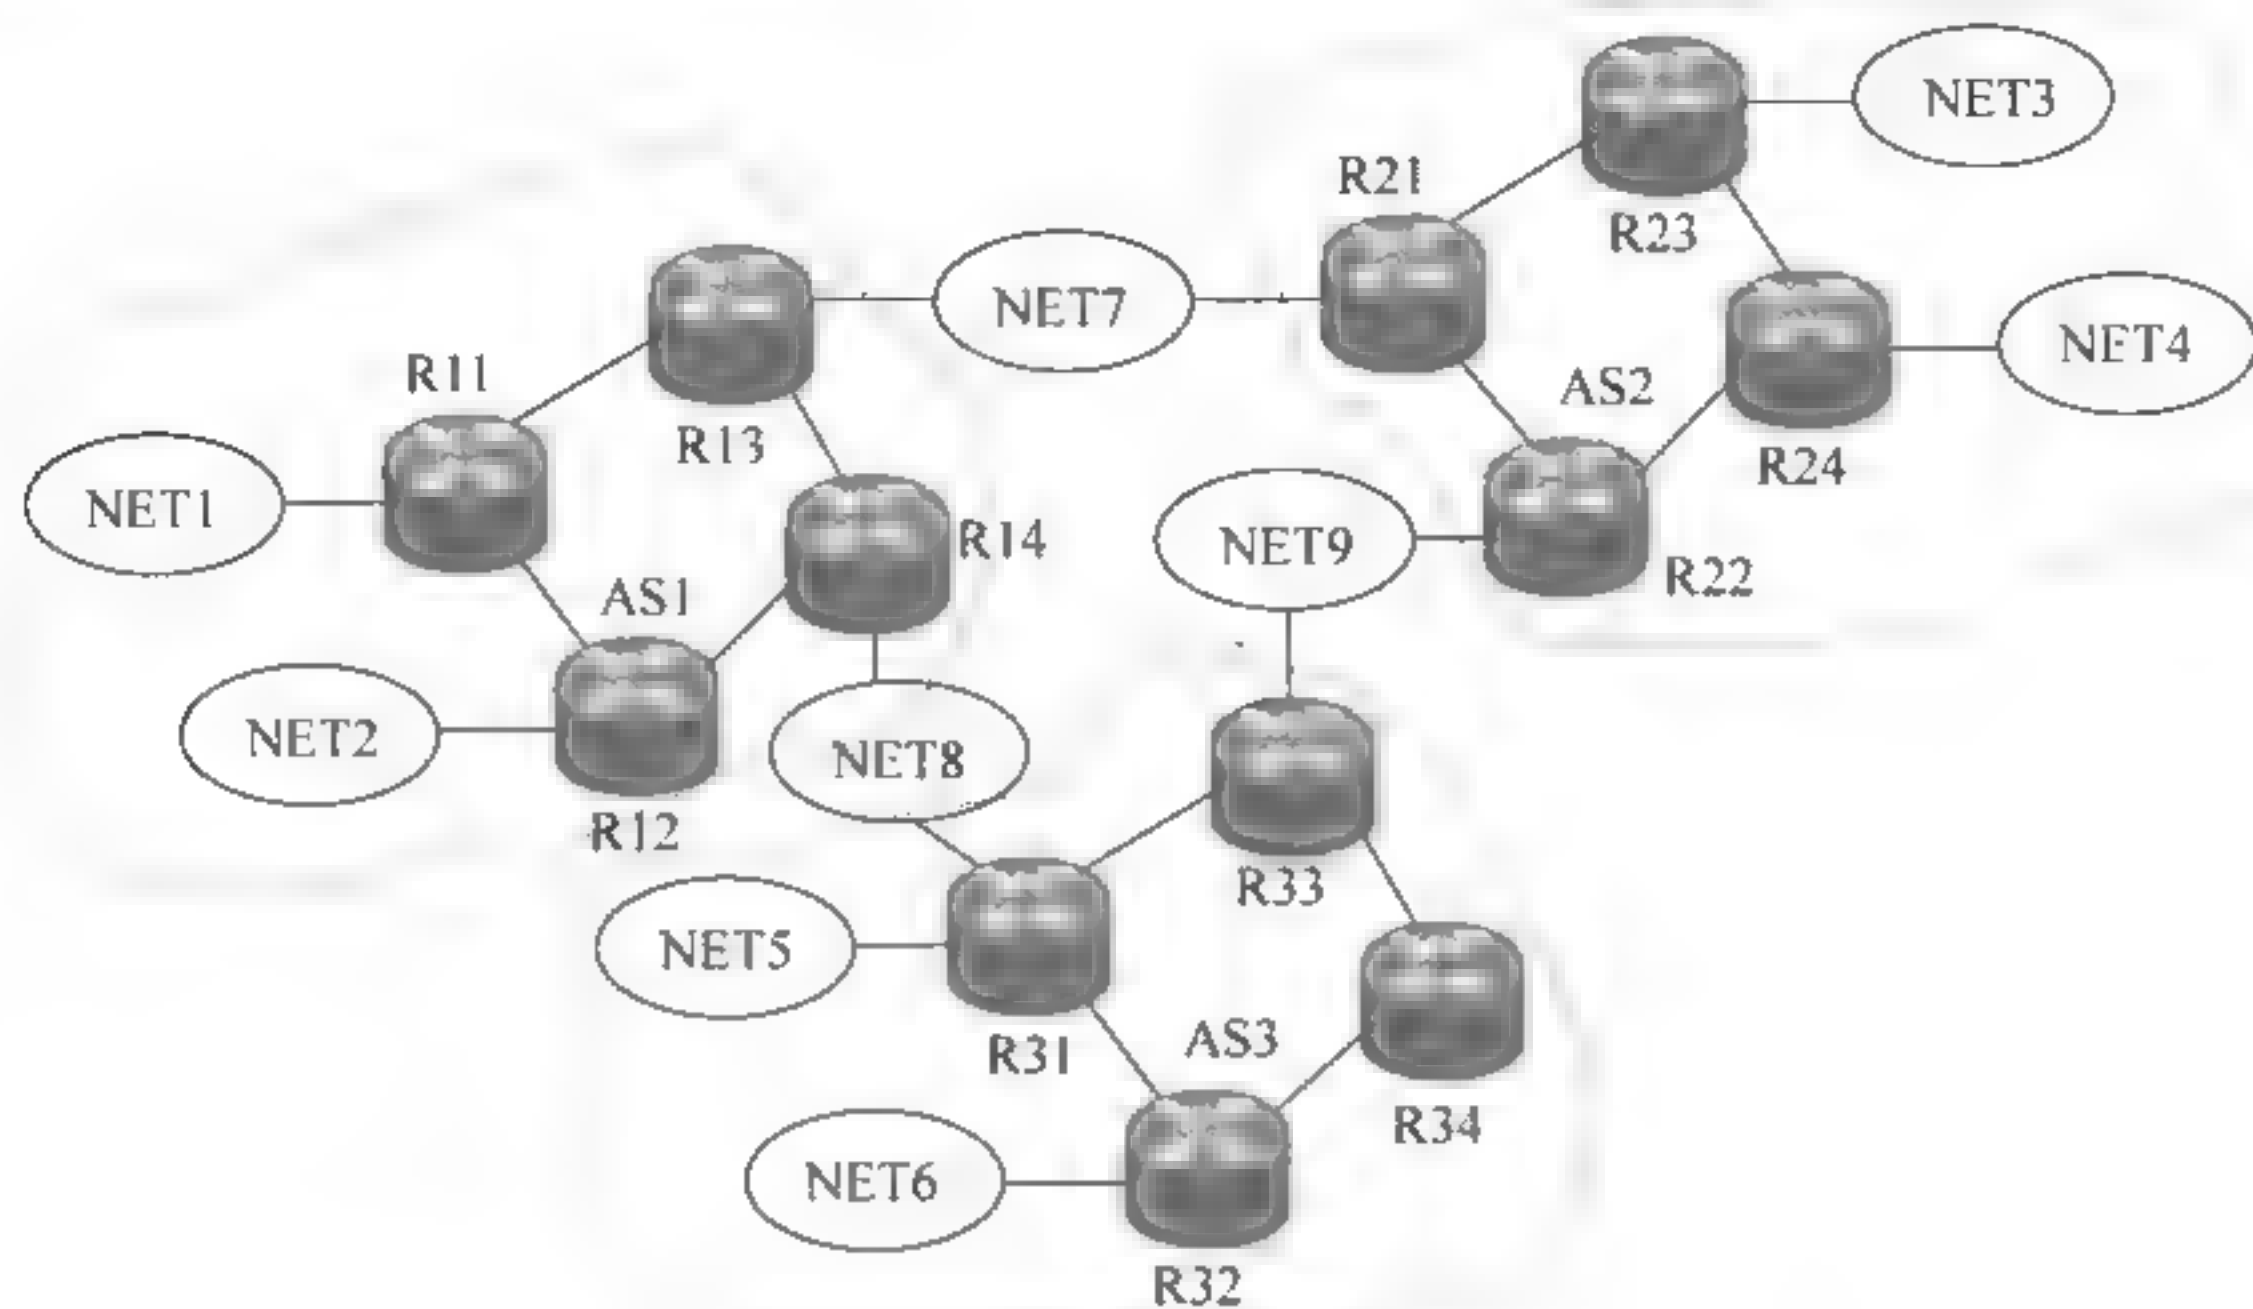 NET3
R21
R23
NET7
R11
AS2
NET4
R13
R24
NET1
R14
NET9
R22
AS1
NET2
NET8
R12
R33
NET5
R31
AS3
R34
NET6
R32